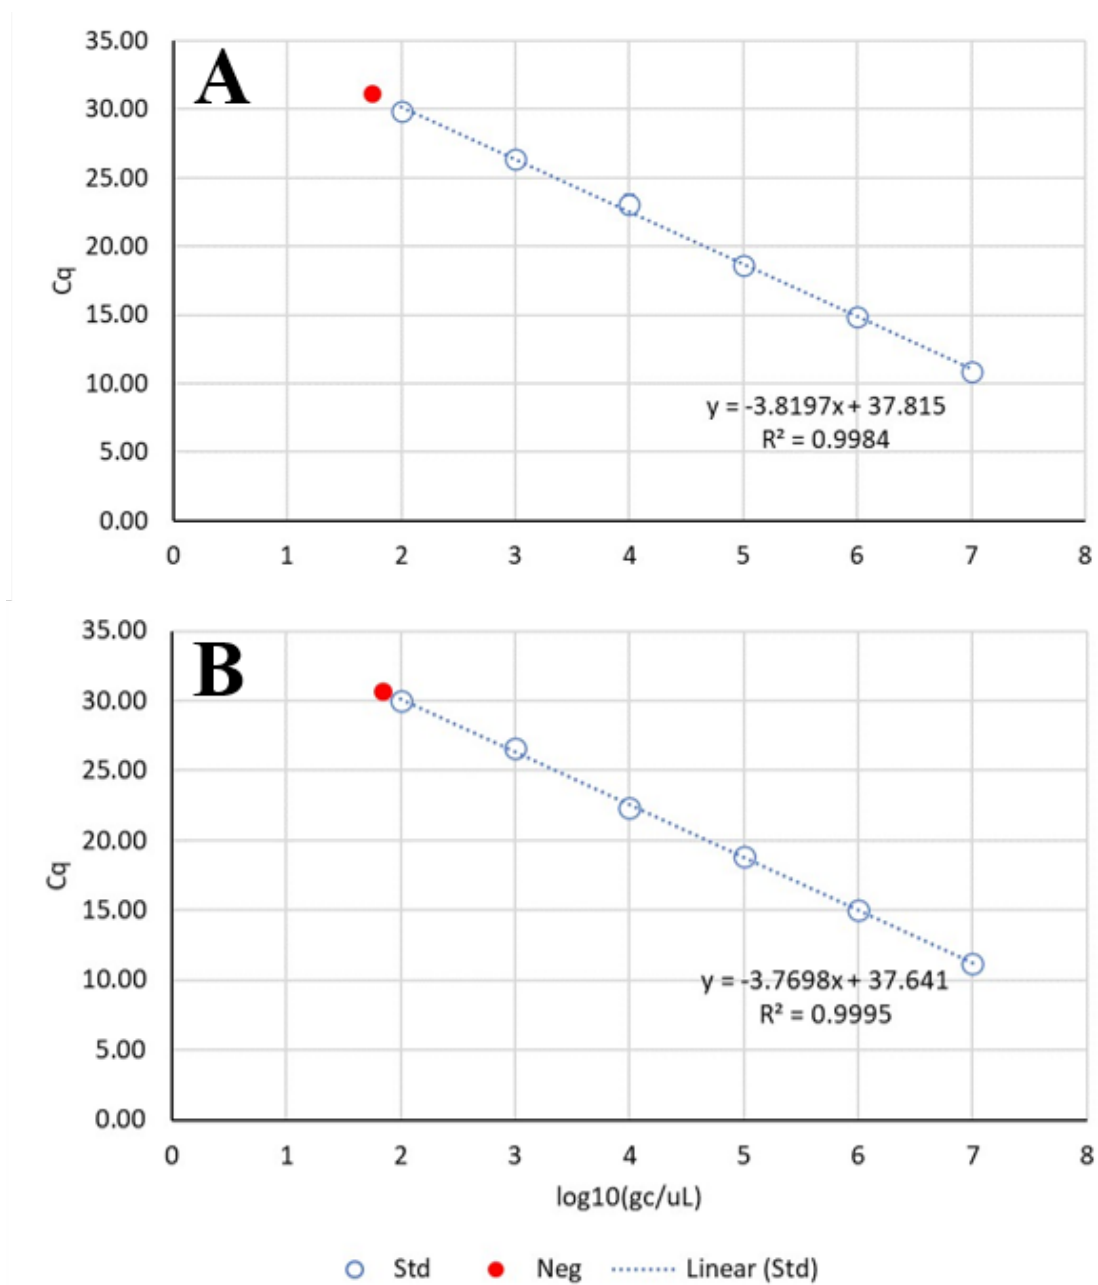 A
35.00
30.00
25.00
20.00
15.00
10.00
5.00
0.00
Cq
y = -3.8197x + 37.815
R² = 0.9984
0 1 2 3 4 5 6 7 8
B
35.00
30.00
25.00
20.00
15.00
10.00
5.00
0.00
Cq
y = -3.7698x + 37.641
R² = 0.9995
0 1 2 3 4 5 6 7 8
log10(gc/uL)
Std Neg Linear (Std)